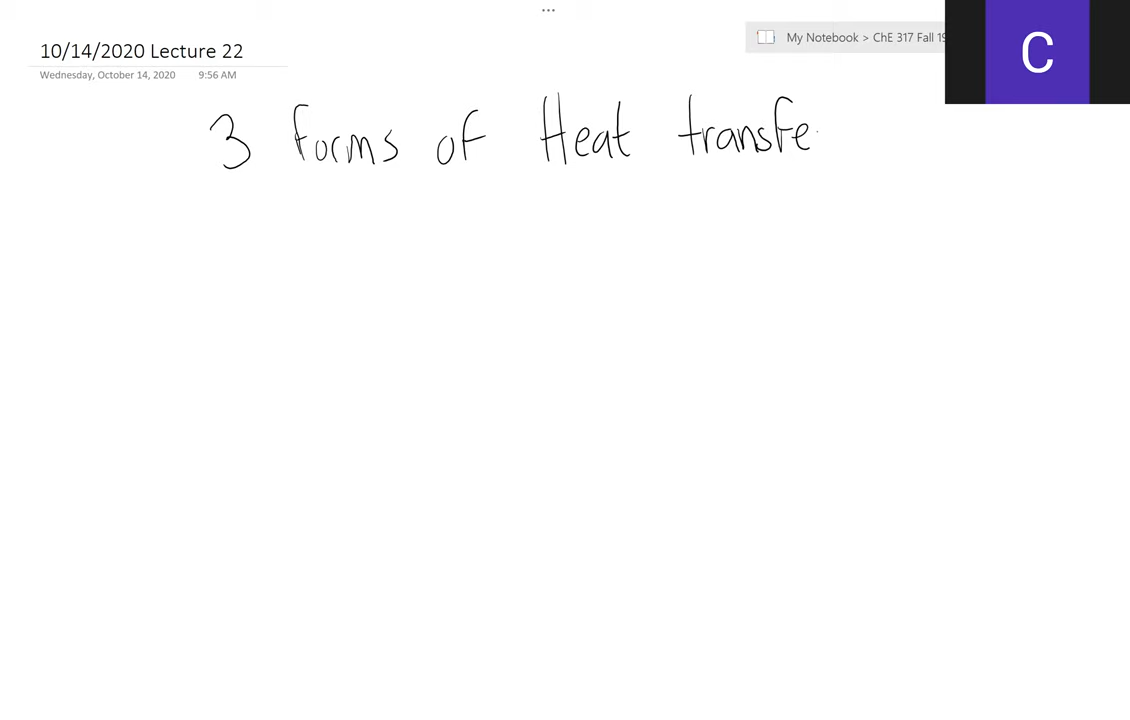 10/14/2020 Lecture 22
Wednesday, October 14, 2020 9:56 AM
My Notebook > ChE 317 Fall 19
C
3 forms of Heat transfe